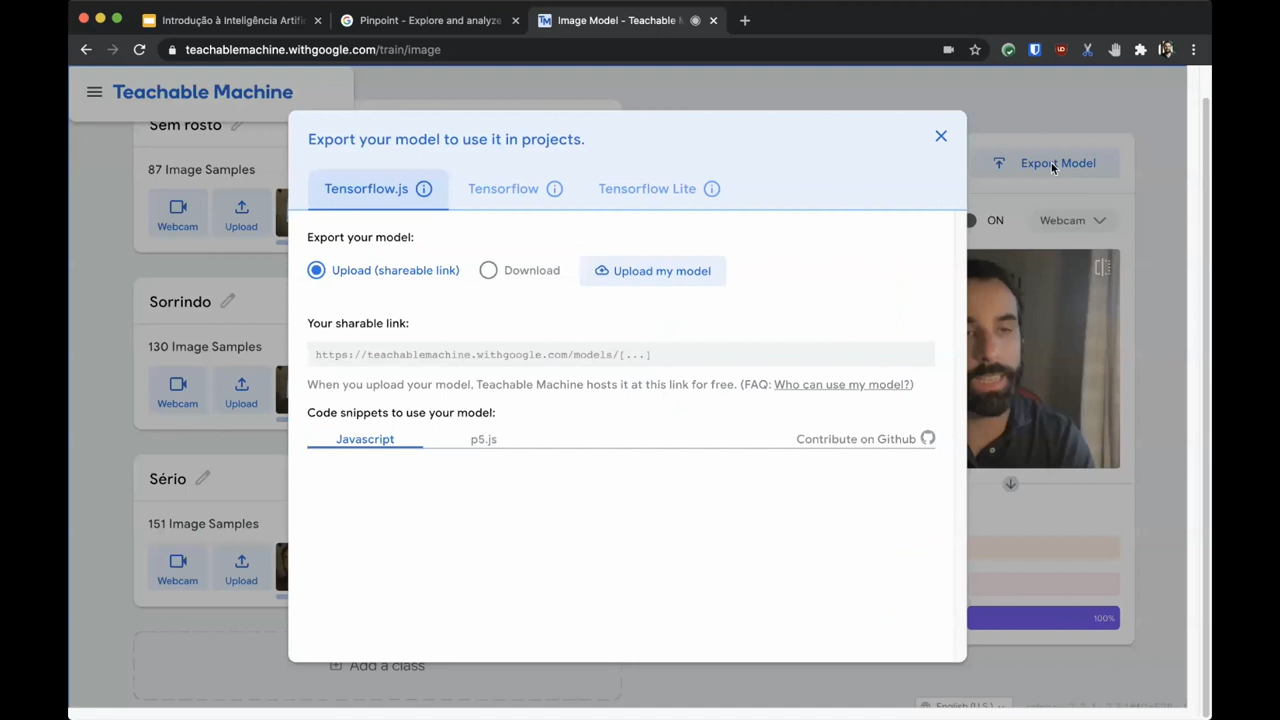 Introdução à Inteligência Artifi
Pinpoint - Explore and analyze
Image Model - Teachable M
teachablemachine.withgoogle.com/train/image
Teachable Machine
Sem rosto
87 Image Samples
Webcam
Upload
Sorrindo
130 Image Samples
Webcam
Upload
Sério
151 Image Samples
Webcam
Upload
Add a class
Export your model to use it in projects.
Tensorflow.js
Tensorflow
Tensorflow Lite
Export your model:
Upload (shareable link)
Download
Upload my model
Your sharable link:
https://teachablemachine.withgoogle.com/models/[...]
When you upload your model, Teachable Machine hosts it at this link for free. (FAQ: Who can use my model?)
Code snippets to use your model:
Javascript
p5.js
Contribute on Github
Export Model
ON
Webcam
100%
English (U.S.)